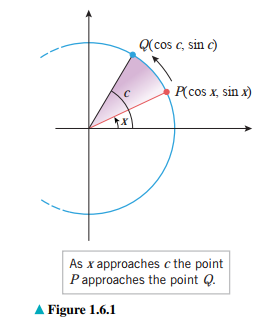 Q(cos c, sin c)
P(cos x, sin x)
c
x
As x approaches c the point
P approaches the point Q.
▲ Figure 1.6.1